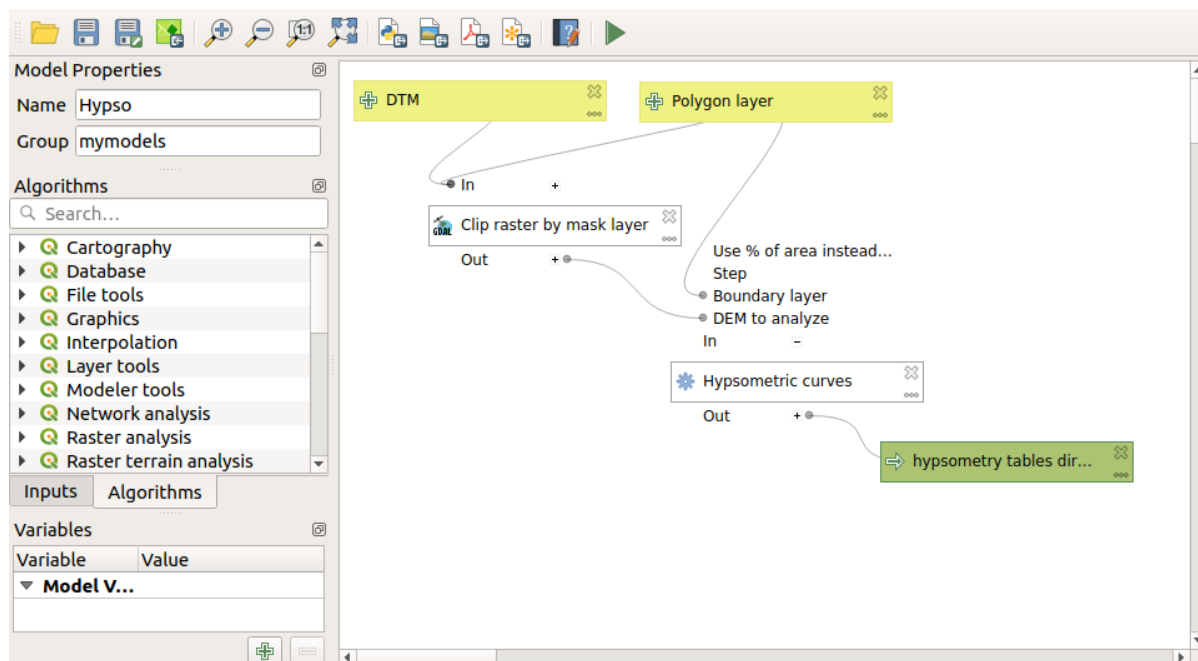 1:1
Model Properties
Name Hypso
Group mymodels
Algorithms
Search...
Cartography
Database
File tools
Graphics
Interpolation
Layer tools
Modeler tools
Network analysis
Raster analysis
Raster terrain analysis
Inputs Algorithms
Variables
Variable Value
Model V...
DTM
Polygon layer
In +
GDAL Clip raster by mask layer
Out +
Use % of area instead...
Step
Boundary layer
DEM to analyze
In −
Hypsometric curves
Out +
hypsometry tables dir...